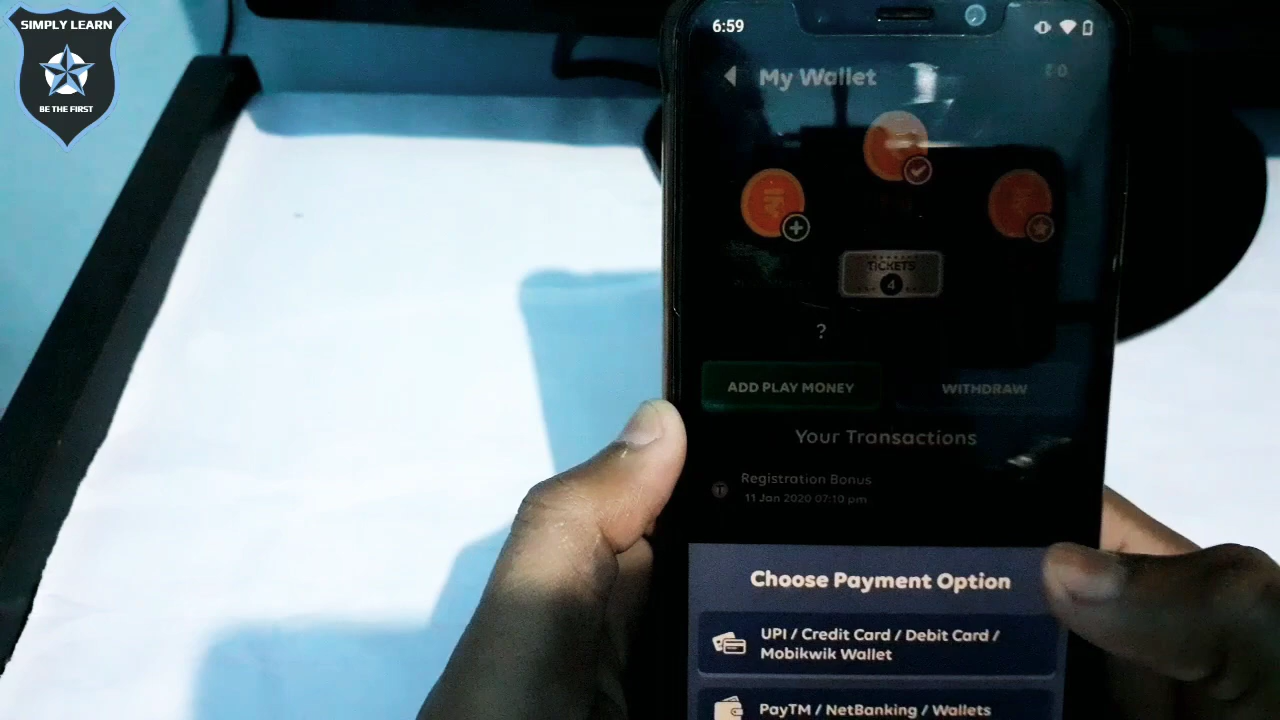 SIMPLY LEARN
BE THE FIRST
6:59
My Wallet
TICKETS
4
?
ADD PLAY MONEY
WITHDRAW
Your Transactions
Registration Bonus
T
11 Jan 2020 07:10 pm
Choose Payment Option
UPI / Credit Card / Debit Card /
Mobikwik Wallet
PayTM / NetBanking / Wallets